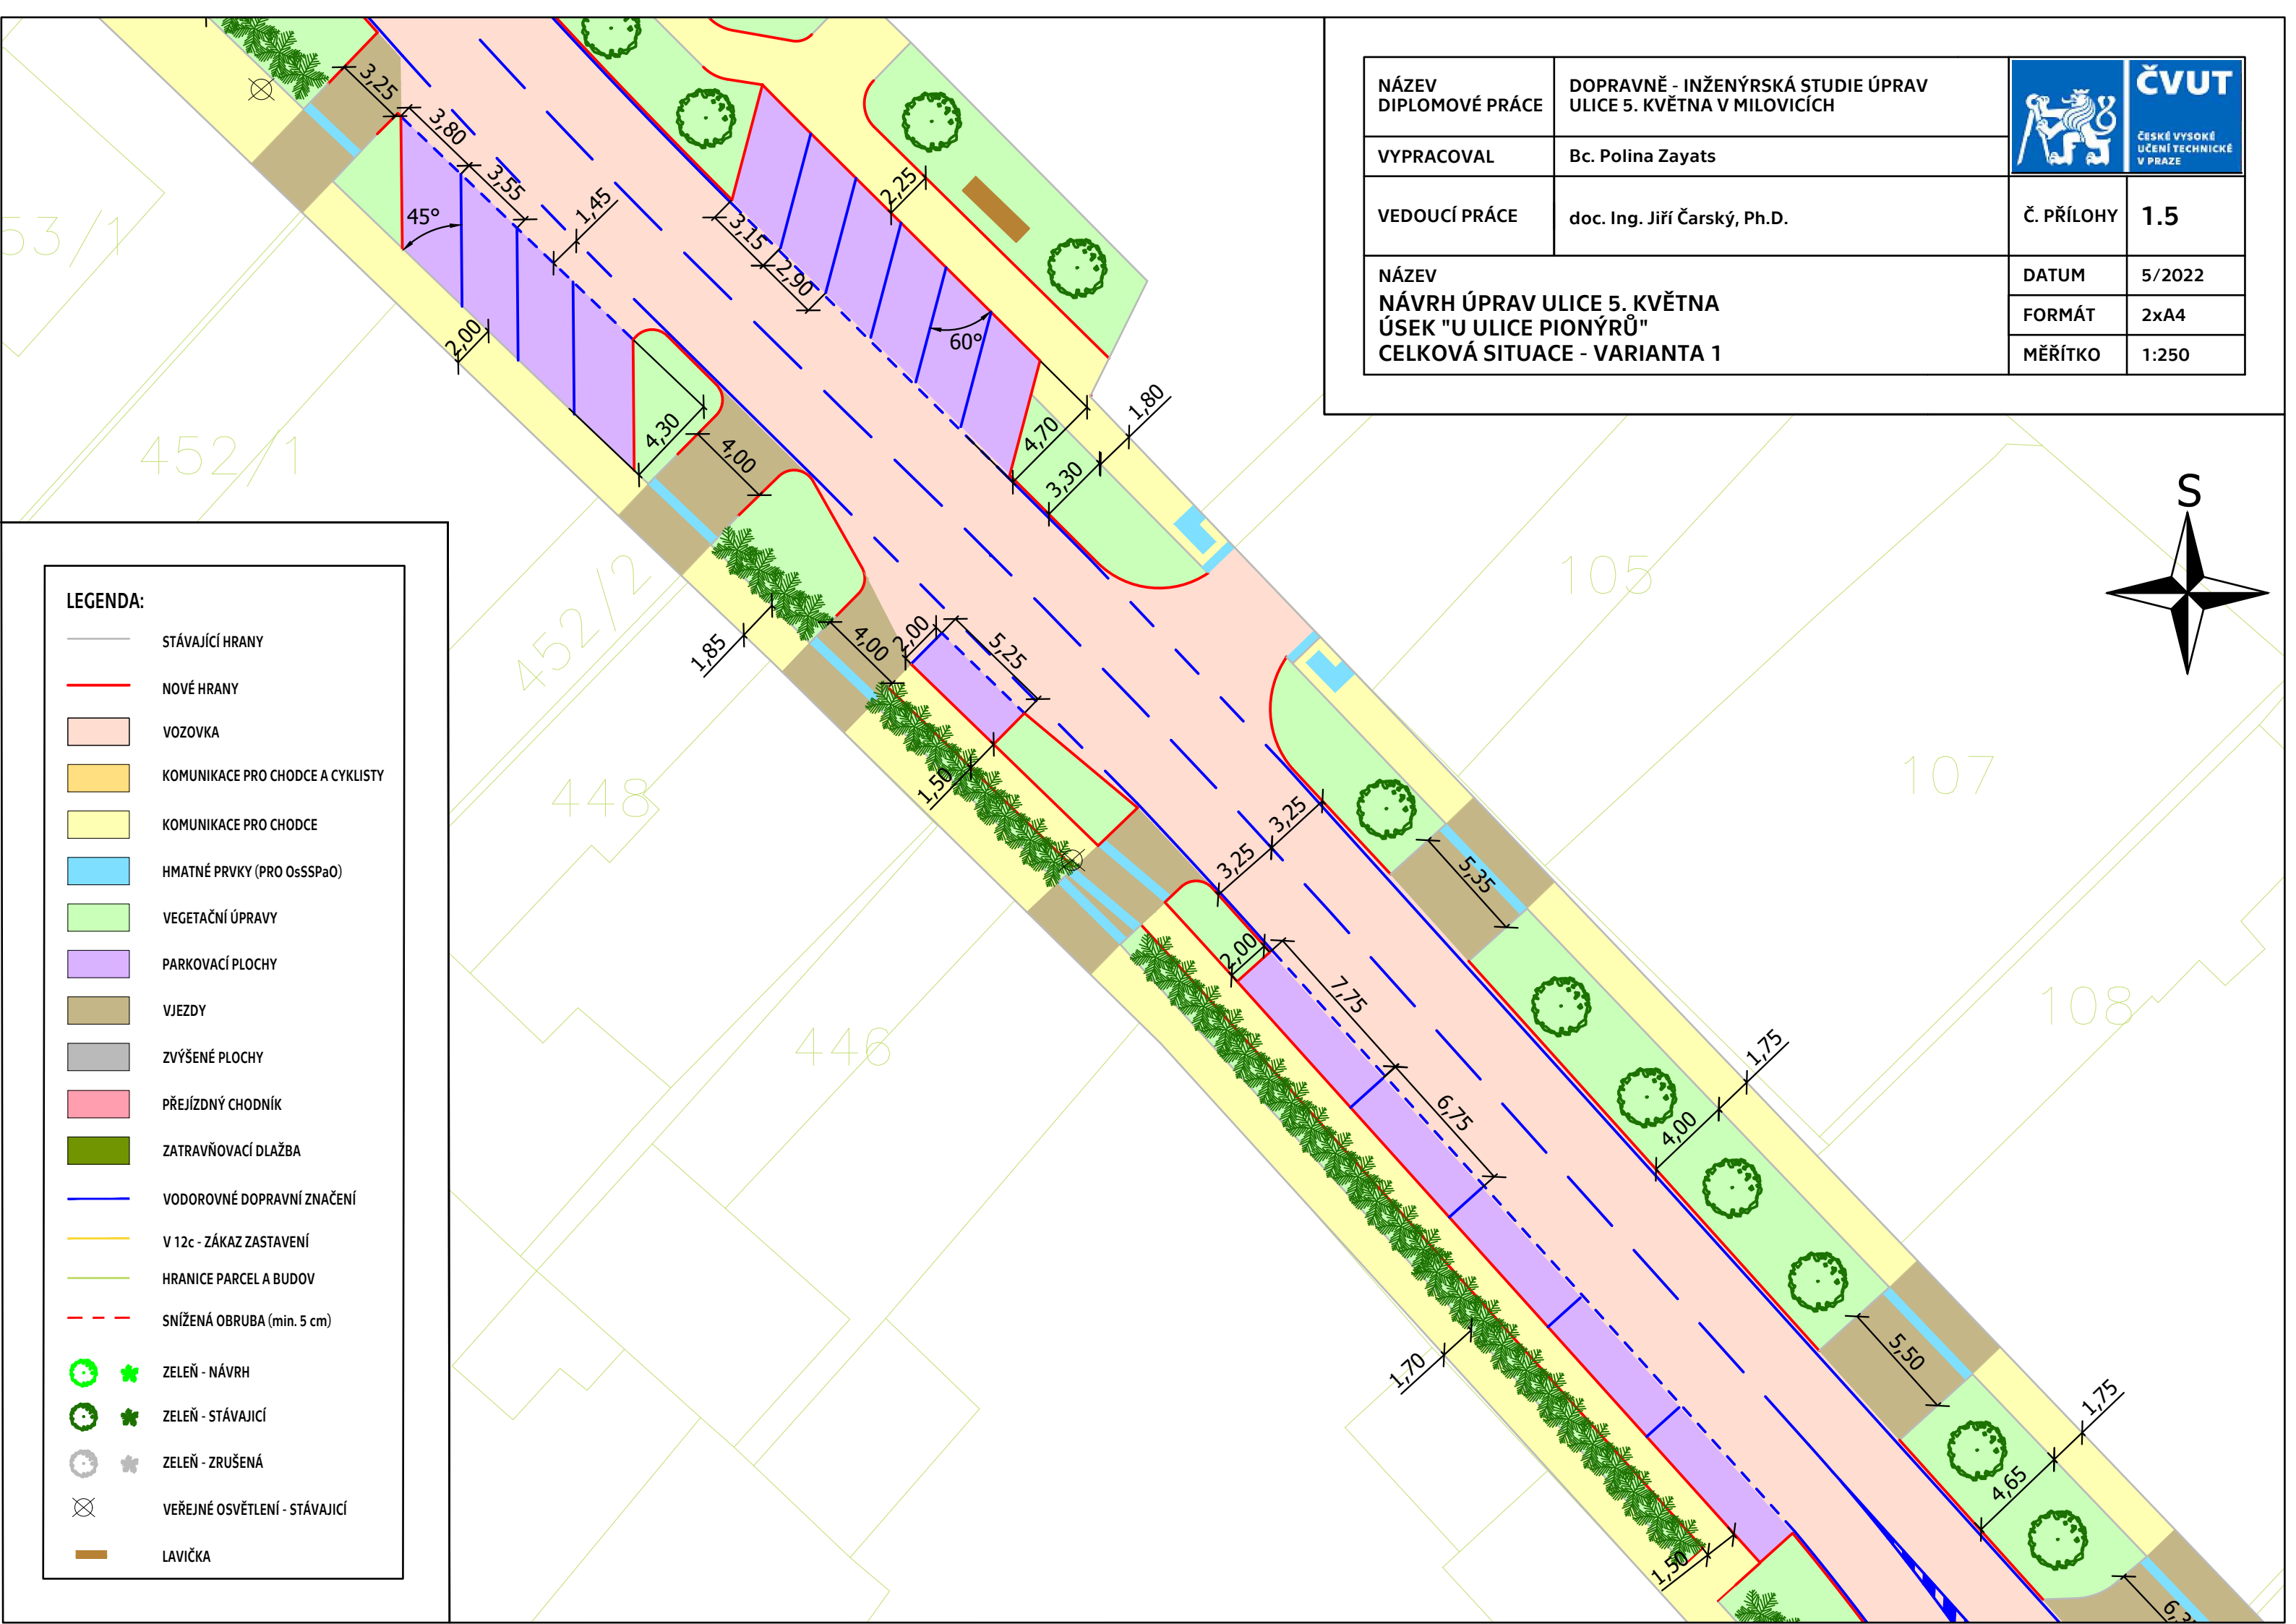 NÁZEV
DIPLOMOVÉ PRÁCE
DOPRAVNĚ - INŽENÝRSKÁ STUDIE ÚPRAV
ULICE 5. KVĚTNA V MILOVICÍCH
VYPRACOVAL
Bc. Polina Zayats
VEDOUCÍ PRÁCE
doc. Ing. Jiří Čarský, Ph.D.
ČVUT
ČESKÉ VYSOKÉ
UČENÍ TECHNICKÉ
V PRAZE
Č. PŘÍLOHY
1.5
NÁZEV
NÁVRH ÚPRAV ULICE 5. KVĚTNA
ÚSEK "U ULICE PIONÝRŮ"
CELKOVÁ SITUACE - VARIANTA 1
DATUM
5/2022
FORMÁT
2xA4
MĚŘÍTKO
1:250
S
3,25
3,80
3,55
1,45
45°
2,00
53/1
452/1
3,15
2,90
2,25
60°
4,30
4,00
4,70
3,30
1,80
452/2
1,85
4,00
2,00
5,25
1,50
448
446
105
107
108
3,25
3,25
5,35
2,00
7,75
6,75
1,75
4,00
5,50
1,75
4,65
1,70
1,50
LEGENDA:
STÁVAJÍCÍ HRANY
NOVÉ HRANY
VOZOVKA
KOMUNIKACE PRO CHODCE A CYKLISTY
KOMUNIKACE PRO CHODCE
HMATNÉ PRVKY (PRO OsSSPaO)
VEGETAČNÍ ÚPRAVY
PARKOVACÍ PLOCHY
VJEZDY
ZVÝŠENÉ PLOCHY
PŘEJÍZDNÝ CHODNÍK
ZATRAVŇOVACÍ DLAŽBA
VODOROVNÉ DOPRAVNÍ ZNAČENÍ
V 12c - ZÁKAZ ZASTAVENÍ
HRANICE PARCEL A BUDOV
SNÍŽENÁ OBRUBA (min. 5 cm)
ZELEŇ - NÁVRH
ZELEŇ - STÁVAJICÍ
ZELEŇ - ZRUŠENÁ
VEŘEJNÉ OSVĚTLENÍ - STÁVAJICÍ
LAVIČKA